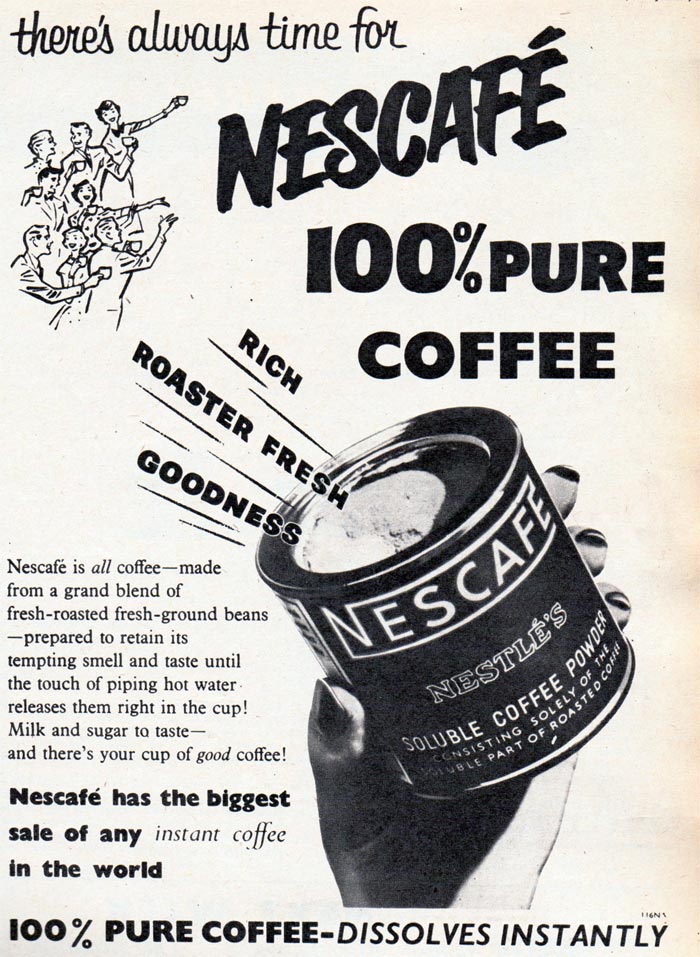 there's always time for
NESCAFÉ
100% PURE
COFFEE
RICH
ROASTER FRESH
GOODNESS
NESCAFÉ
NESTLÉ'S
SOLUBLE COFFEE POWDER
CONSISTING SOLELY OF THE
SOLUBLE PART OF ROASTED COFFEE
Nescafé is all coffee—made
from a grand blend of
fresh-roasted fresh-ground beans
—prepared to retain its
tempting smell and taste until
the touch of piping hot water
releases them right in the cup!
Milk and sugar to taste—
and there's your cup of good coffee!
Nescafé has the biggest
sale of any instant coffee
in the world
100% PURE COFFEE-DISSOLVES INSTANTLY